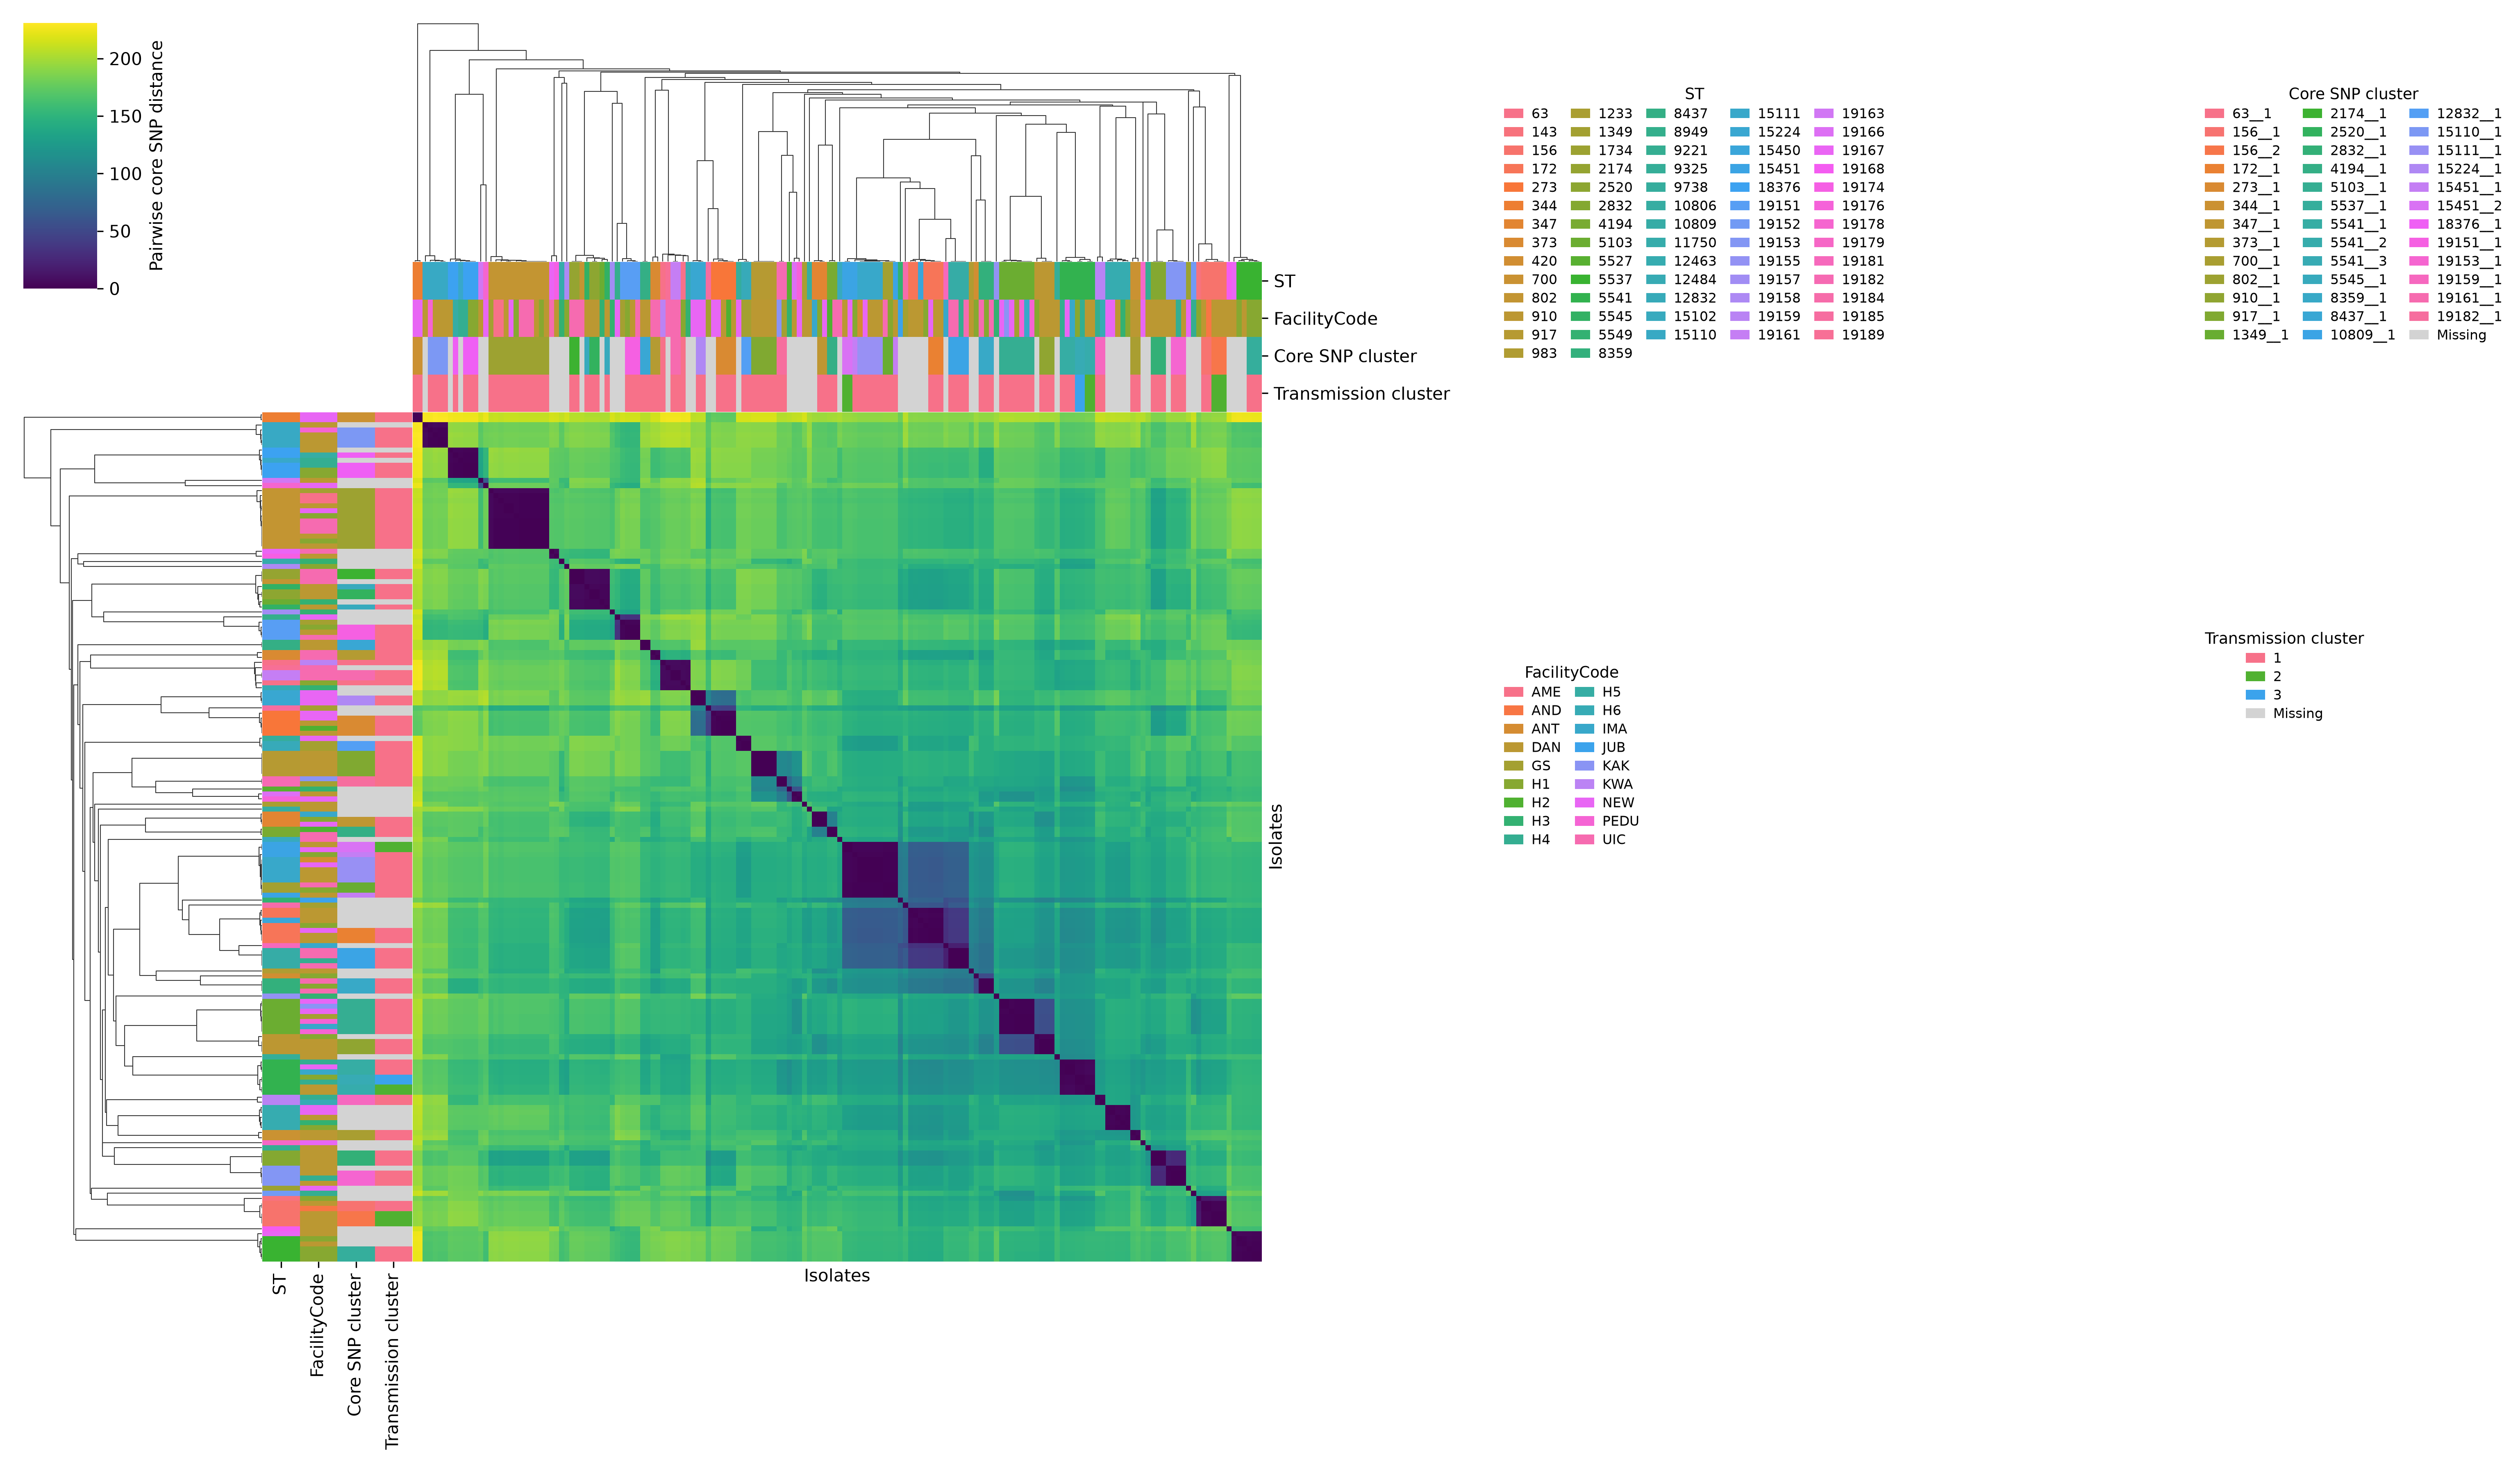 200
150
100
50
0
Pairwise core SNP distance
ST
FacilityCode
Core SNP cluster
Transmission cluster
Isolates
Isolates
ST
FacilityCode
Core SNP cluster
Transmission cluster
ST
63 1233 8437 15111 19163
143 1349 8949 15224 19166
156 1734 9221 15450 19167
172 2174 9325 15451 19168
273 2520 9738 18376 19174
344 2832 10806 19151 19176
347 4194 10809 19152 19178
373 5103 11750 19153 19179
420 5527 12463 19155 19181
700 5537 12484 19157 19182
802 5541 12832 19158 19184
910 5545 15102 19159 19185
917 5549 15110 19161 19189
983 8359
Core SNP cluster
63__1 2174__1 12832__1
156__1 2520__1 15110__1
156__2 2832__1 15111__1
172__1 4194__1 15224__1
273__1 5103__1 15451__1
344__1 5537__1 15451__2
347__1 5541__1 18376__1
373__1 5541__2 19151__1
700__1 5541__3 19153__1
802__1 5545__1 19159__1
910__1 8359__1 19161__1
917__1 8437__1 19182__1
1349__1 10809__1 Missing
FacilityCode
AME H5
AND H6
ANT IMA
DAN JUB
GS KAK
H1 KWA
H2 NEW
H3 PEDU
H4 UIC
Transmission cluster
1
2
3
Missing